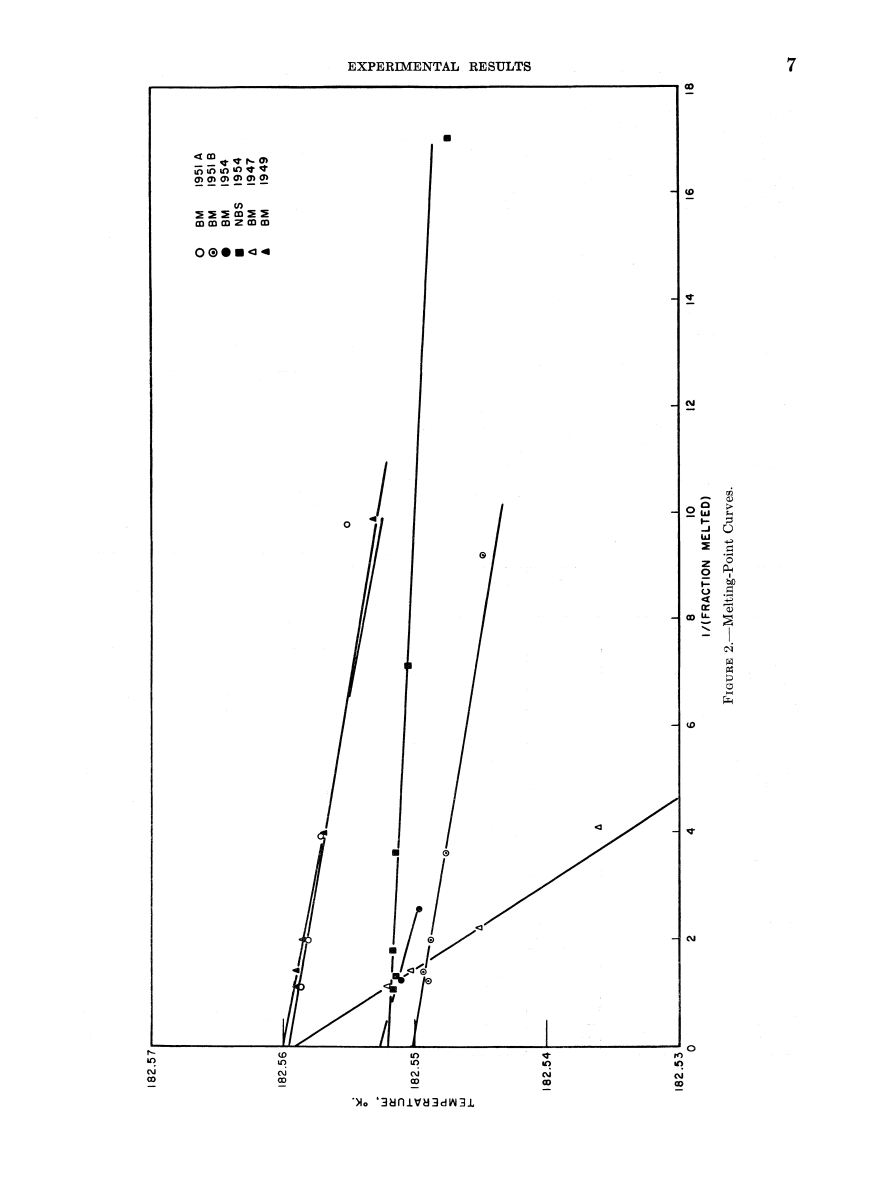 EXPERIMENTAL RESULTS 7
○ BM 1951 A
⊙ BM 1951 B
● BM 1954
■ NBS 1954
△ BM 1947
▲ BM 1949
182.57
182.56
182.55
182.54
182.53
TEMPERATURE, °K.
0 2 4 6 8 10 12 14 16 18
1/(FRACTION MELTED)
FIGURE 2.—Melting-Point Curves.